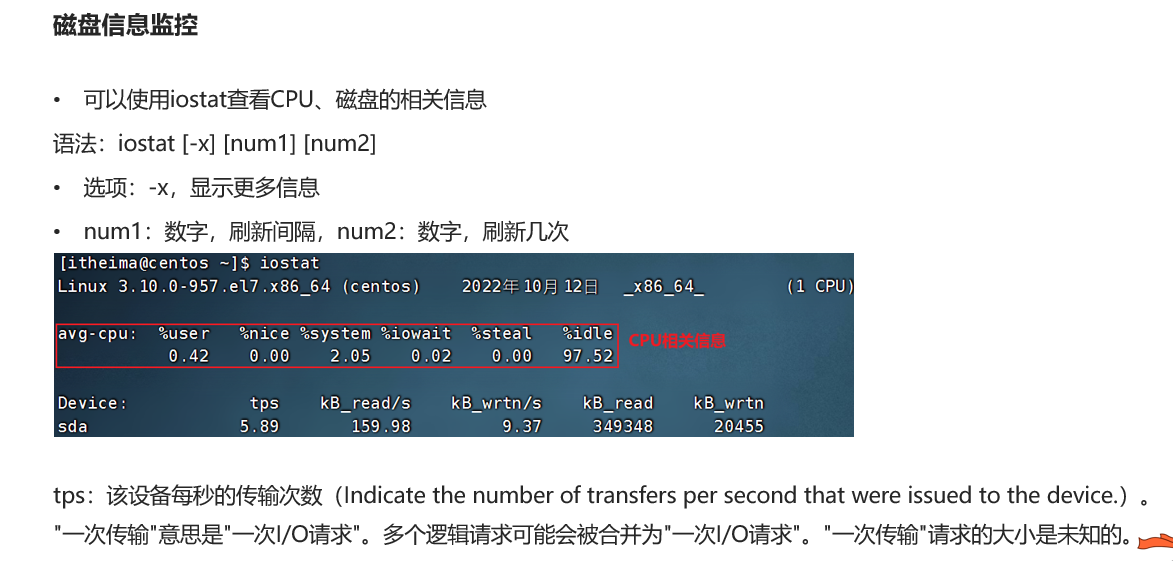 磁盘信息监控
• 可以使用iostat查看CPU、磁盘的相关信息
语法：iostat [-x] [num1] [num2]
• 选项：-x，显示更多信息
• num1：数字，刷新间隔，num2：数字，刷新几次
[itheima@centos ~]$ iostat
Linux 3.10.0-957.el7.x86_64 (centos) 2022年10月12日 _x86_64_ (1 CPU)
avg-cpu: %user %nice %system %iowait %steal %idle
0.42 0.00 2.05 0.02 0.00 97.52
CPU相关信息
Device: tps kB_read/s kB_wrtn/s kB_read kB_wrtn
sda 5.89 159.98 9.37 349348 20455
tps：该设备每秒的传输次数（Indicate the number of transfers per second that were issued to the device.）。
"一次传输"意思是"一次I/O请求"。多个逻辑请求可能会被合并为"一次I/O请求"。"一次传输"请求的大小是未知的。